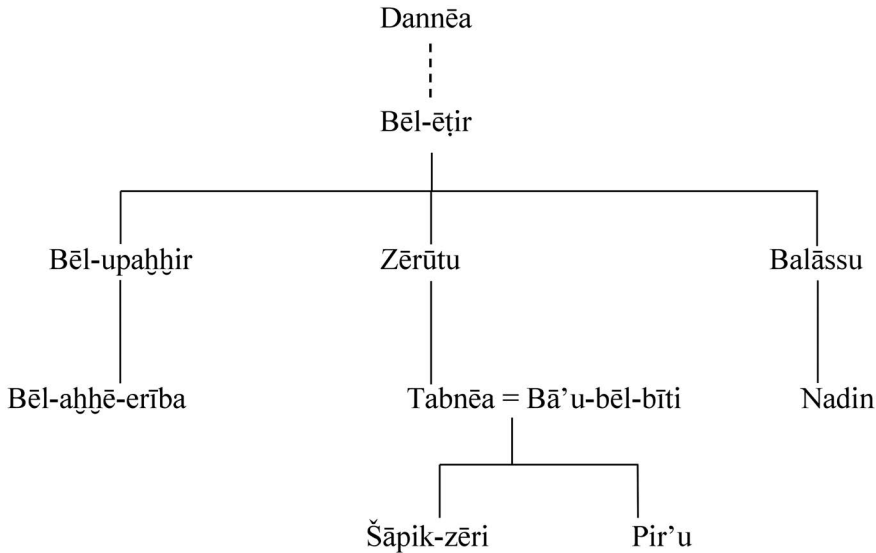 Dannēa
Bēl-ēṭir
Bēl-upaḫḫir Zērūtu Balāssu
Bēl-aḫḫē-erība Tabnēa = Bā’u-bēl-bīti Nadin
Šāpik-zēri Pir’u